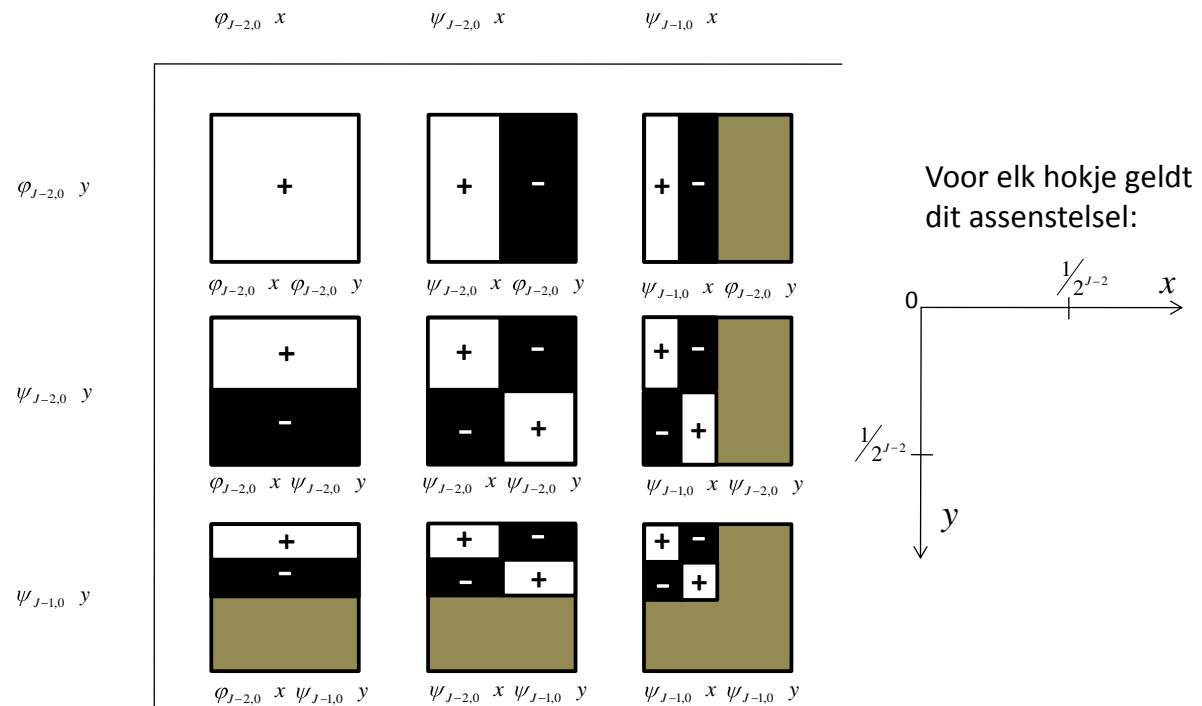 φ_{J-2,0} x ψ_{J-2,0} x ψ_{J-1,0} x
φ_{J-2,0} y
+
+ −
+ −
φ_{J-2,0} x φ_{J-2,0} y
ψ_{J-2,0} x φ_{J-2,0} y
ψ_{J-1,0} x φ_{J-2,0} y
ψ_{J-2,0} y
+
−
+ −
− +
+ −
− +
φ_{J-2,0} x ψ_{J-2,0} y
ψ_{J-2,0} x ψ_{J-2,0} y
ψ_{J-1,0} x ψ_{J-2,0} y
ψ_{J-1,0} y
+
−
+ −
− +
+ −
− +
φ_{J-2,0} x ψ_{J-1,0} y
ψ_{J-2,0} x ψ_{J-1,0} y
ψ_{J-1,0} x ψ_{J-1,0} y
Voor elk hokje geldt
dit assenstelsel:
1/2^{J-2}
x
0
1/2^{J-2}
y